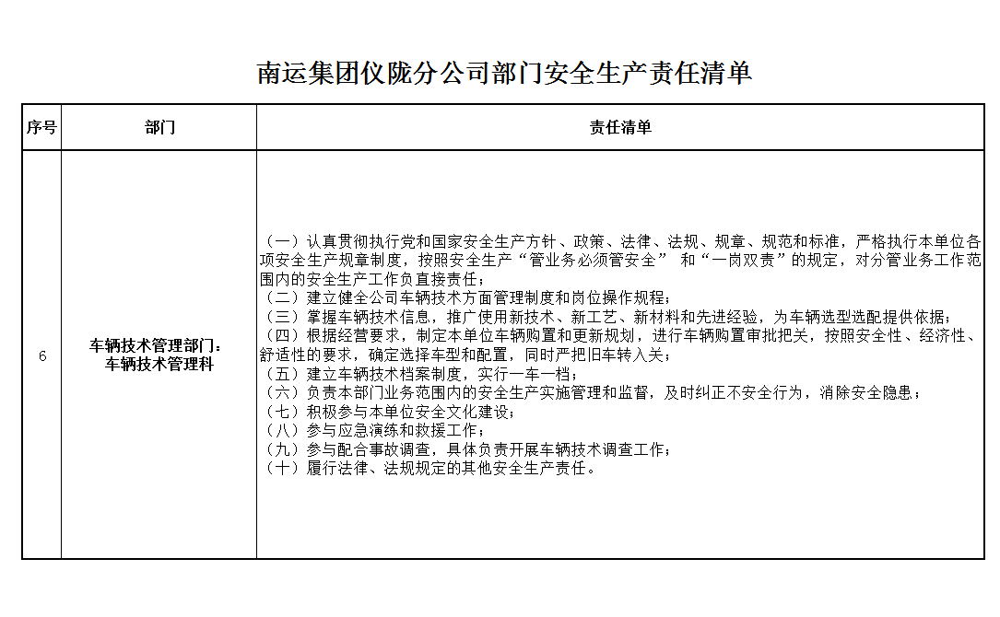 南运集团仪陇分公司部门安全生产责任清单
序号
部门
责任清单
6
车辆技术管理部门：
车辆技术管理科
（一）认真贯彻执行党和国家安全生产方针、政策、法律、法规、规章、规范和标准，严格执行本单位各
项安全生产规章制度，按照安全生产“管业务必须管安全” 和“一岗双责”的规定，对分管业务工作范
围内的安全生产工作负直接责任；
（二）建立健全公司车辆技术方面管理制度和岗位操作规程；
（三）掌握车辆技术信息，推广使用新技术、新工艺、新材料和先进经验，为车辆选型选配提供依据；
（四）根据经营要求，制定本单位车辆购置和更新规划，进行车辆购置审批把关，按照安全性、经济性、
舒适性的要求，确定选择车型和配置，同时严把旧车转入关；
（五）建立车辆技术档案制度，实行一车一档；
（六）负责本部门业务范围内的安全生产实施管理和监督，及时纠正不安全行为，消除安全隐患；
（七）积极参与本单位安全文化建设；
（八）参与应急演练和救援工作；
（九）参与配合事故调查，具体负责开展车辆技术调查工作；
（十）履行法律、法规规定的其他安全生产责任。